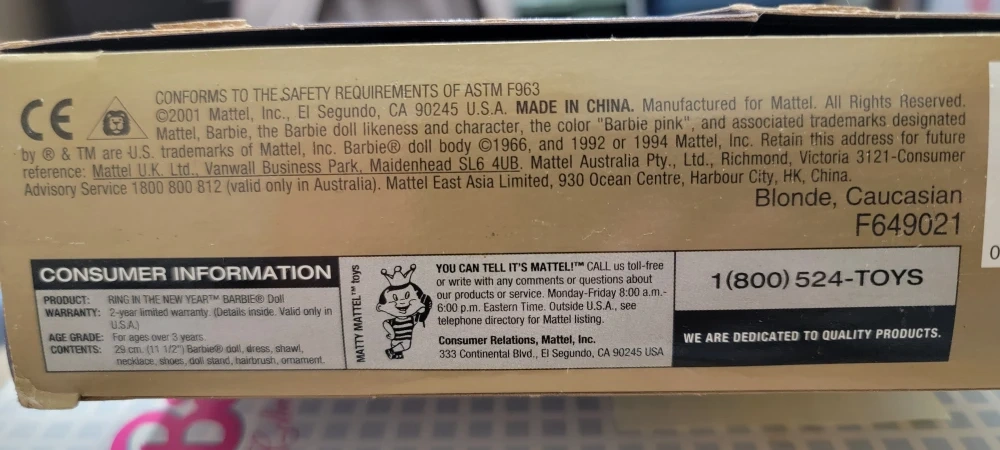 CE
CONFORMS TO THE SAFETY REQUIREMENTS OF ASTM F963
©2001 Mattel, Inc., El Segundo, CA 90245 U.S.A. MADE IN CHINA. Manufactured for Mattel. All Rights Reserved.
Mattel, Barbie, the Barbie doll likeness and character, the color "Barbie pink", and associated trademarks designated
by ® & TM are U.S. trademarks of Mattel, Inc. Barbie® doll body ©1966, and 1992 or 1994 Mattel, Inc. Retain this address for future
reference: Mattel U.K. Ltd., Vanwall Business Park, Maidenhead SL6 4UB. Mattel Australia Pty., Ltd., Richmond, Victoria 3121-Consumer
Advisory Service 1800 800 812 (valid only in Australia). Mattel East Asia Limited, 930 Ocean Centre, Harbour City, HK, China.
Blonde, Caucasian
F649021
CONSUMER INFORMATION
PRODUCT: RING IN THE NEW YEAR™ BARBIE® Doll
WARRANTY: 2-year limited warranty. (Details inside. Valid only in
U.S.A.)
AGE GRADE: For ages over 3 years.
CONTENTS: 29 cm. (11 1/2") Barbie® doll, dress, shawl,
necklace, shoes, doll stand, hairbrush, ornament.
MATTY MATTEL™ toys
YOU CAN TELL IT'S MATTEL!™ CALL us toll-free
or write with any comments or questions about
our products or service. Monday-Friday 8:00 a.m.-
6:00 p.m. Eastern Time. Outside U.S.A., see
telephone directory for Mattel listing.
Consumer Relations, Mattel, Inc.
333 Continental Blvd., El Segundo, CA 90245 USA
1(800) 524-TOYS
WE ARE DEDICATED TO QUALITY PRODUCTS.
0